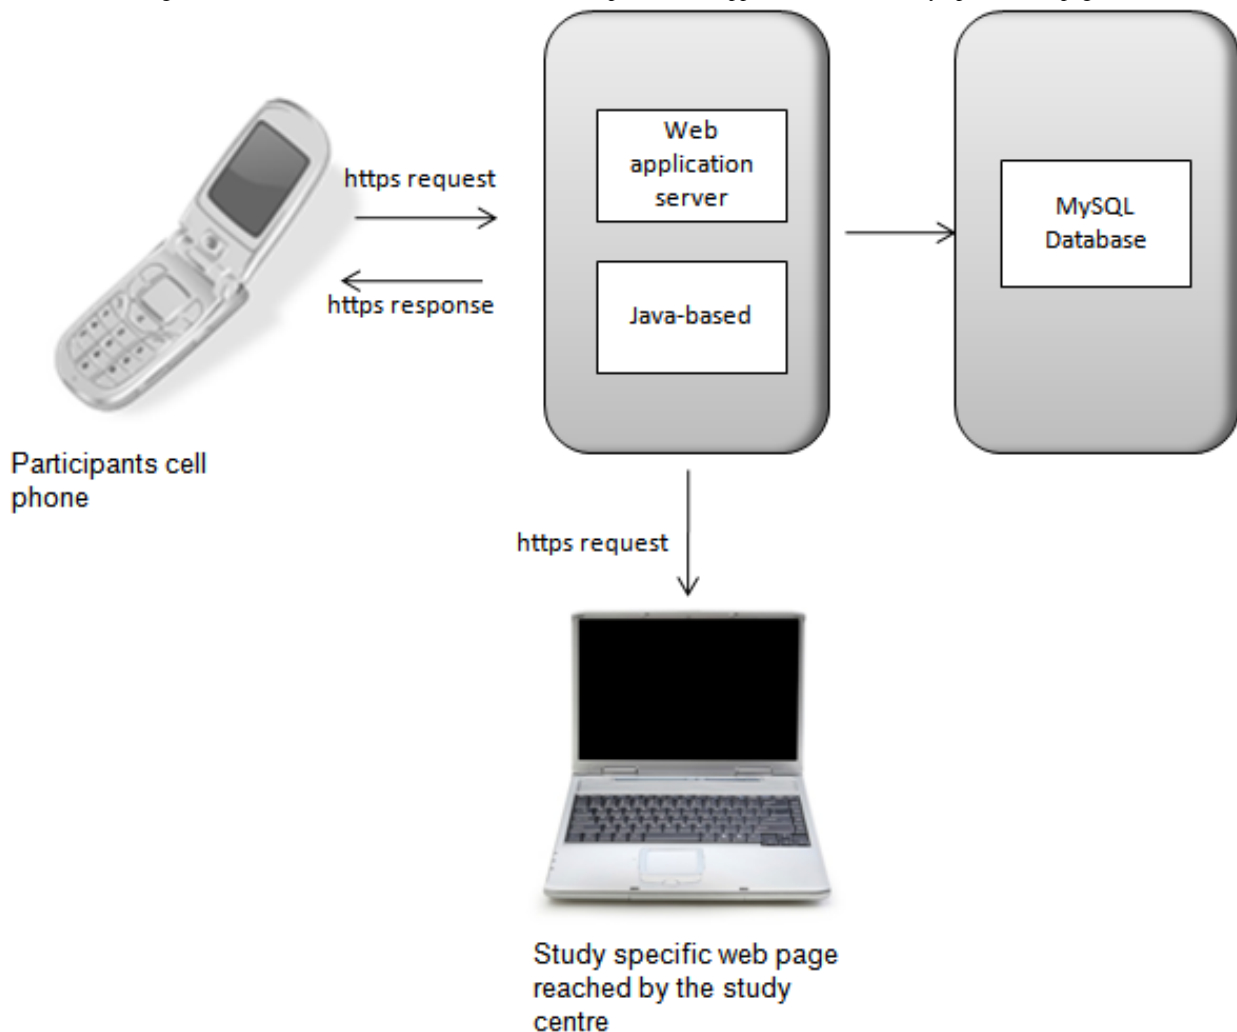 https request
https response
Participants cell
phone
Web
application
server
Java-based
MySQL
Database
https request
Study specific web page
reached by the study
centre